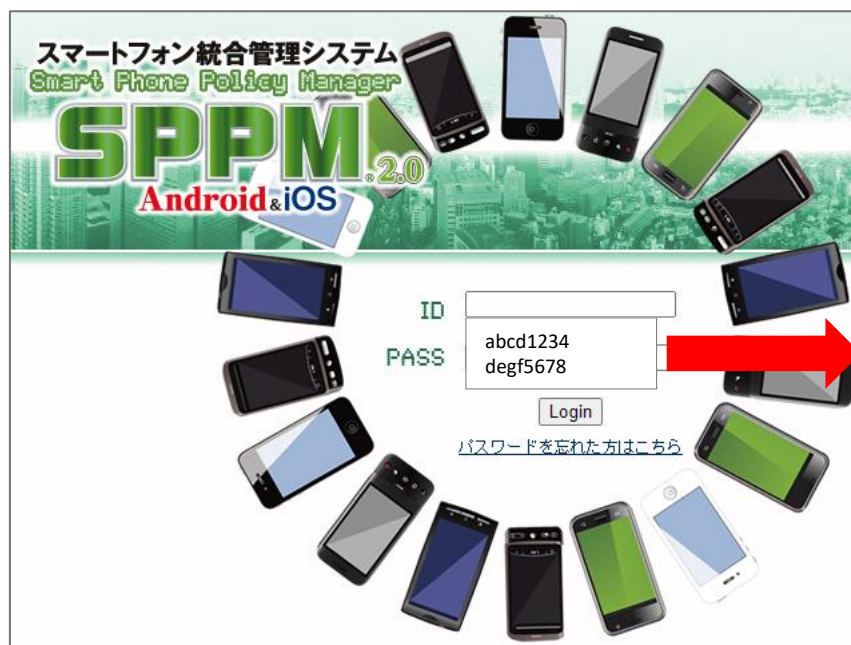 スマートフォン統合管理システム
Smart Phone Policy Manager
SPPM®2.0
Android&iOS
ID
abcd1234
PASS
degf5678
Login
パスワードを忘れた方はこちら